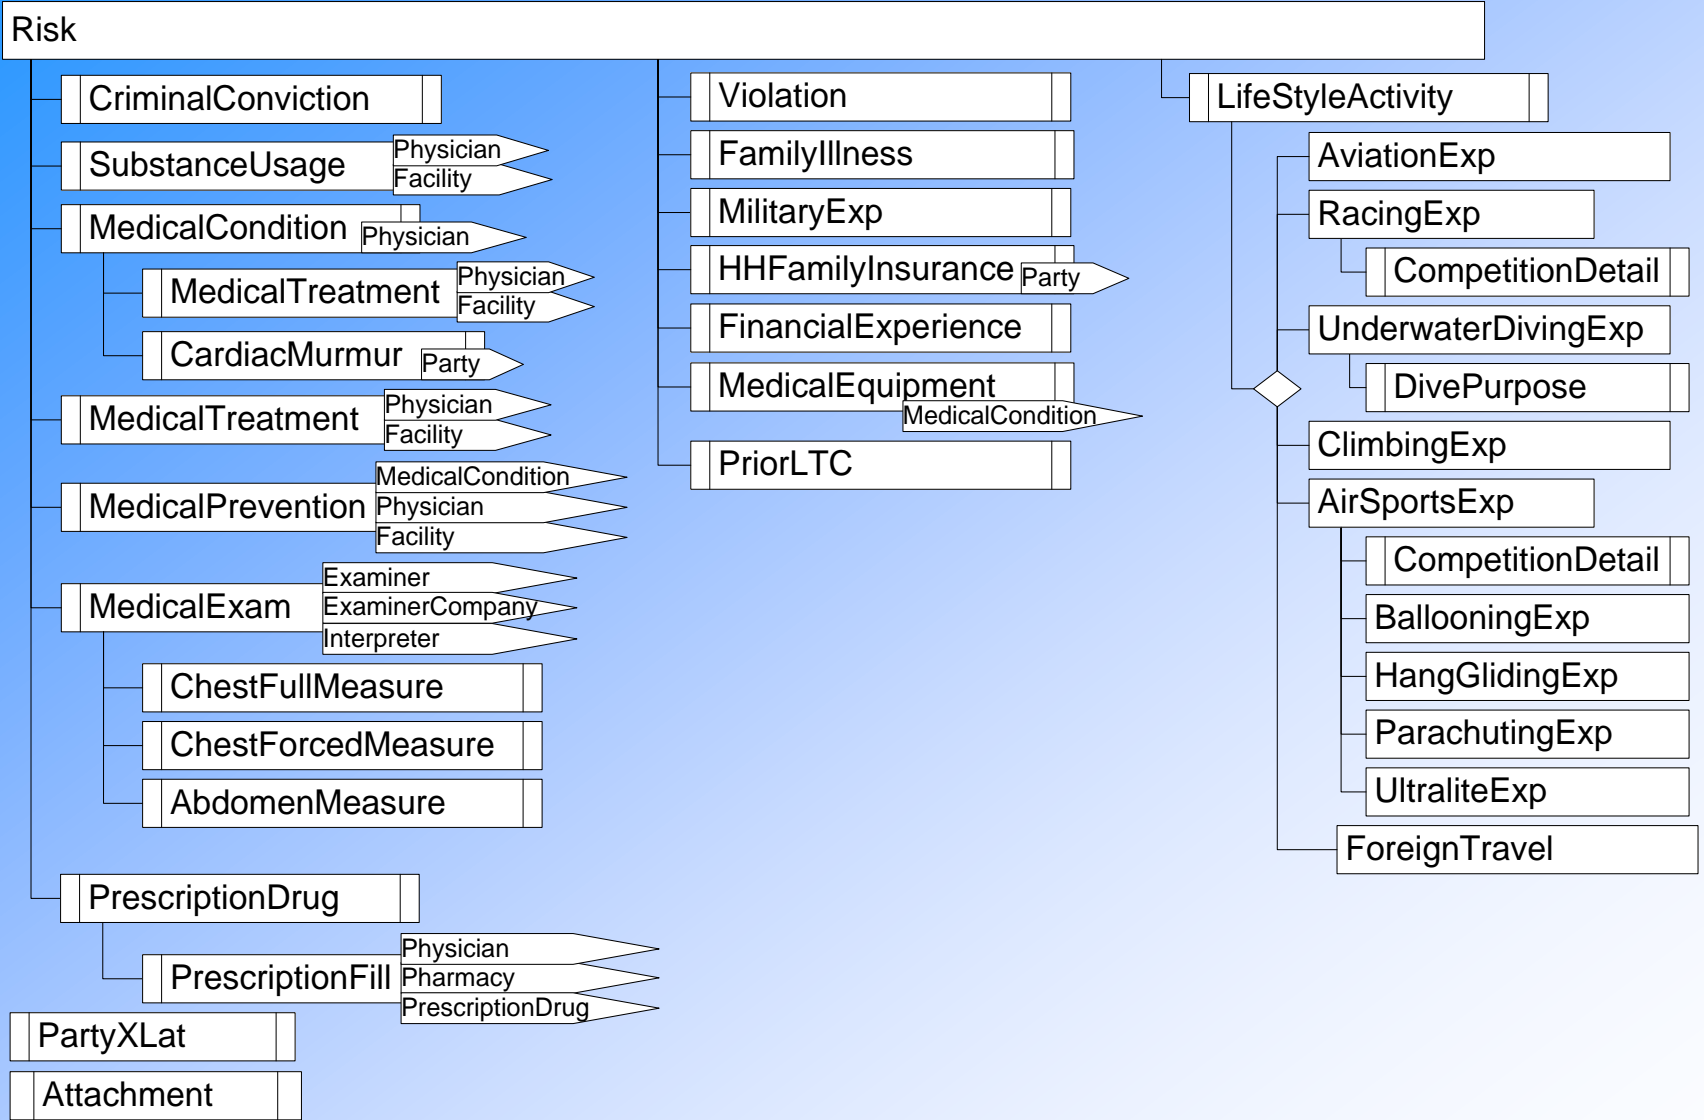 Risk
CriminalConviction
SubstanceUsage
Physician
Facility
MedicalCondition
Physician
MedicalTreatment
Physician
Facility
CardiacMurmur
Party
MedicalTreatment
Physician
Facility
MedicalPrevention
MedicalCondition
Physician
Facility
MedicalExam
Examiner
ExaminerCompany
Interpreter
ChestFullMeasure
ChestForcedMeasure
AbdomenMeasure
PrescriptionDrug
PrescriptionFill
Physician
Pharmacy
PrescriptionDrug
PartyXLat
Attachment
Violation
FamilyIllness
MilitaryExp
HHFamilyInsurance
Party
FinancialExperience
MedicalEquipment
MedicalCondition
PriorLTC
LifeStyleActivity
AviationExp
RacingExp
CompetitionDetail
UnderwaterDivingExp
DivePurpose
ClimbingExp
AirSportsExp
CompetitionDetail
BallooningExp
HangGlidingExp
ParachutingExp
UltraliteExp
ForeignTravel